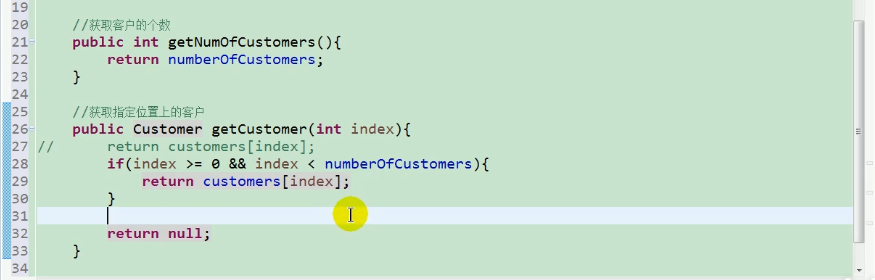 19
20 //获取客户的个数
21 public int getNumOfCustomers(){
22 return numberOfCustomers;
23 }
24
25 //获取指定位置上的客户
26 public Customer getCustomer(int index){
27 // return customers[index];
28 if(index >= 0 && index < numberOfCustomers){
29 return customers[index];
30 }
31
32 return null;
33 }
34